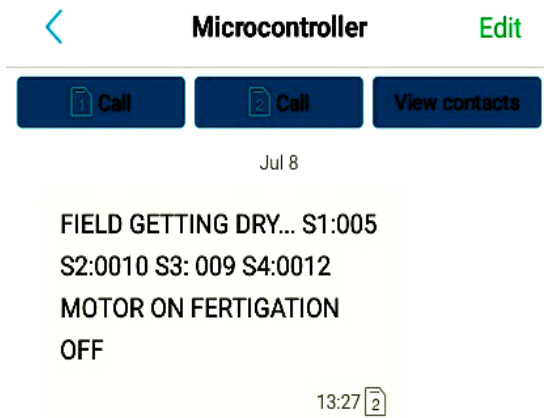 Microcontroller Edit
1 Call 2 Call View contacts
Jul 8
FIELD GETTING DRY... S1:005
S2:0010 S3: 009 S4:0012
MOTOR ON FERTIGATION
OFF
13:27 2